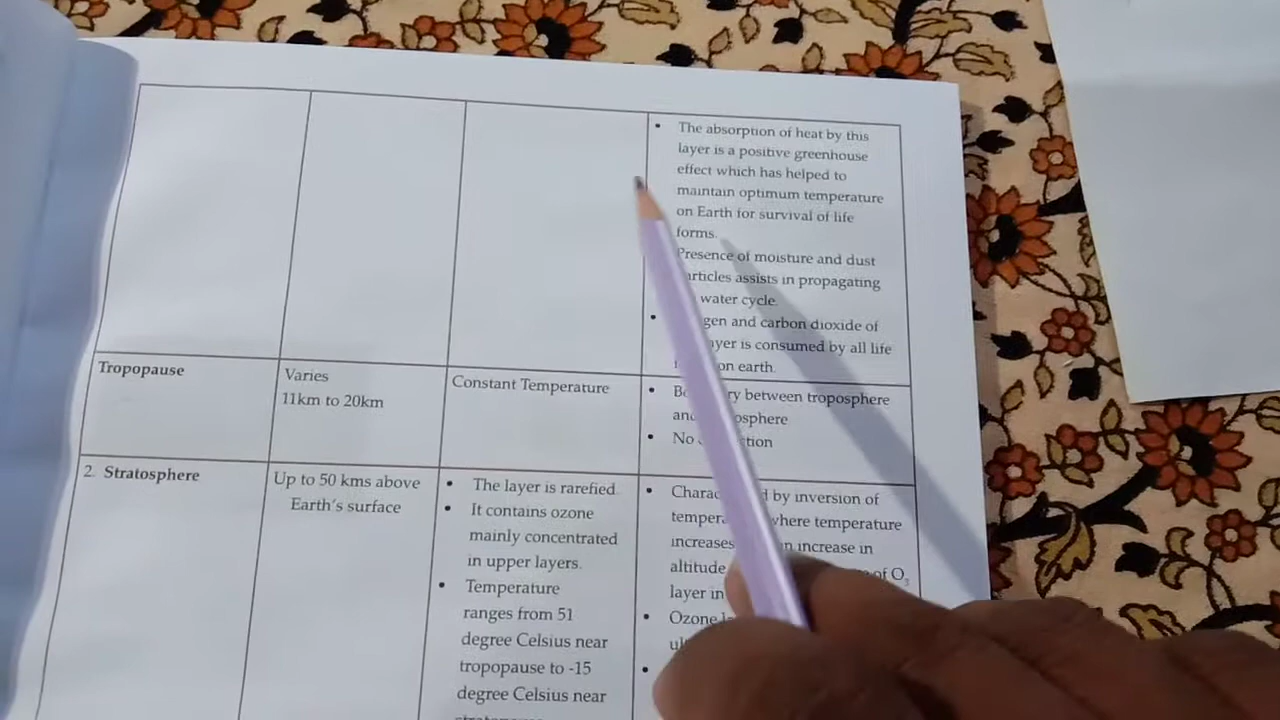 The absorption of heat by this
layer is a positive greenhouse
effect which has helped to
maintain optimum temperature
on Earth for survival of life
forms.
Presence of moisture and dust
assists in propagating
water cycle.
and carbon dioxide of
is consumed by all life
on earth.
Tropopause
Varies
11km to 20km
Constant Temperature
between troposphere
No
2. Stratosphere
Up to 50 kms above
Earth's surface
The layer is rarefied.
It contains ozone
mainly concentrated
in upper layers.
Temperature
ranges from 51
degree Celsius near
tropopause to -15
degree Celsius near
by inversion of
where temperature
increases increase in
altitude of O3
layer in
Ozone